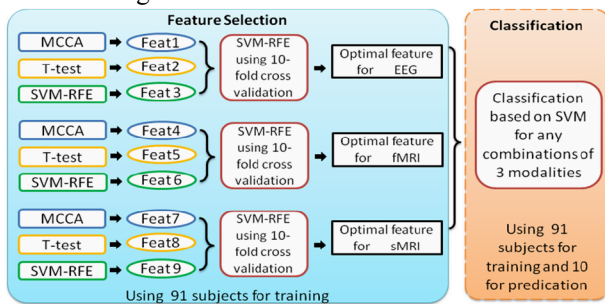 Feature Selection
MCCA
Feat1
T-test
Feat2
SVM-RFE
Feat3
SVM-RFE
using 10-
fold cross
validation
Optimal feature
for EEG
MCCA
Feat4
T-test
Feat5
SVM-RFE
Feat6
SVM-RFE
using 10-
fold cross
validation
Optimal feature
for fMRI
MCCA
Feat7
T-test
Feat8
SVM-RFE
Feat9
SVM-RFE
using 10-
fold cross
validation
Optimal feature
for sMRI
Using 91 subjects for training
Classification
Classification
based on SVM
for any
combinations of
3 modalities
Using 91
subjects for
training and 10
for predication